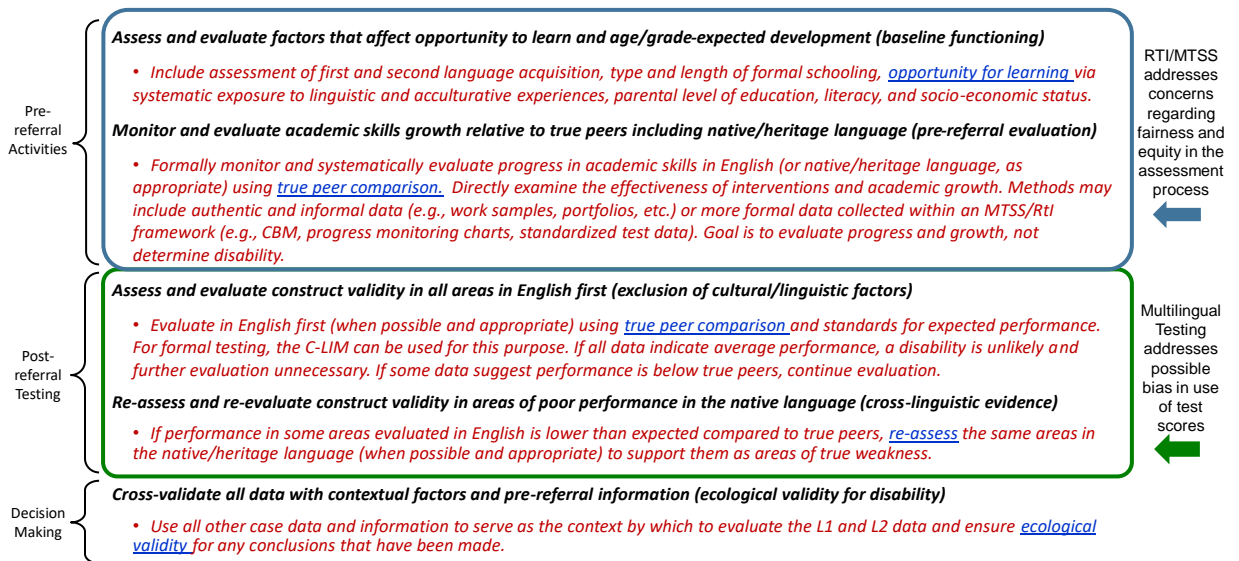 Assess and evaluate factors that affect opportunity to learn and age/grade-expected development (baseline functioning)
• Include assessment of first and second language acquisition, type and length of formal schooling, opportunity for learning via
systematic exposure to linguistic and acculturative experiences, parental level of education, literacy, and socio-economic status.
Monitor and evaluate academic skills growth relative to true peers including native/heritage language (pre-referral evaluation)
• Formally monitor and systematically evaluate progress in academic skills in English (or native/heritage language, as
appropriate) using true peer comparison. Directly examine the effectiveness of interventions and academic growth. Methods may
include authentic and informal data (e.g., work samples, portfolios, etc.) or more formal data collected within an MTSS/RtI
framework (e.g., CBM, progress monitoring charts, standardized test data). Goal is to evaluate progress and growth, not
determine disability.
Pre-
referral
Activities
RTI/MTSS
addresses
concerns
regarding
fairness and
equity in the
assessment
process
Assess and evaluate construct validity in all areas in English first (exclusion of cultural/linguistic factors)
• Evaluate in English first (when possible and appropriate) using true peer comparison and standards for expected performance.
For formal testing, the C-LIM can be used for this purpose. If all data indicate average performance, a disability is unlikely and
further evaluation unnecessary. If some data suggest performance is below true peers, continue evaluation.
Re-assess and re-evaluate construct validity in areas of poor performance in the native language (cross-linguistic evidence)
• If performance in some areas evaluated in English is lower than expected compared to true peers, re-assess the same areas in
the native/heritage language (when possible and appropriate) to support them as areas of true weakness.
Post-
referral
Testing
Multilingual
Testing
addresses
possible
bias in use
of test
scores
Cross-validate all data with contextual factors and pre-referral information (ecological validity for disability)
• Use all other case data and information to serve as the context by which to evaluate the L1 and L2 data and ensure ecological
validity for any conclusions that have been made.
Decision
Making